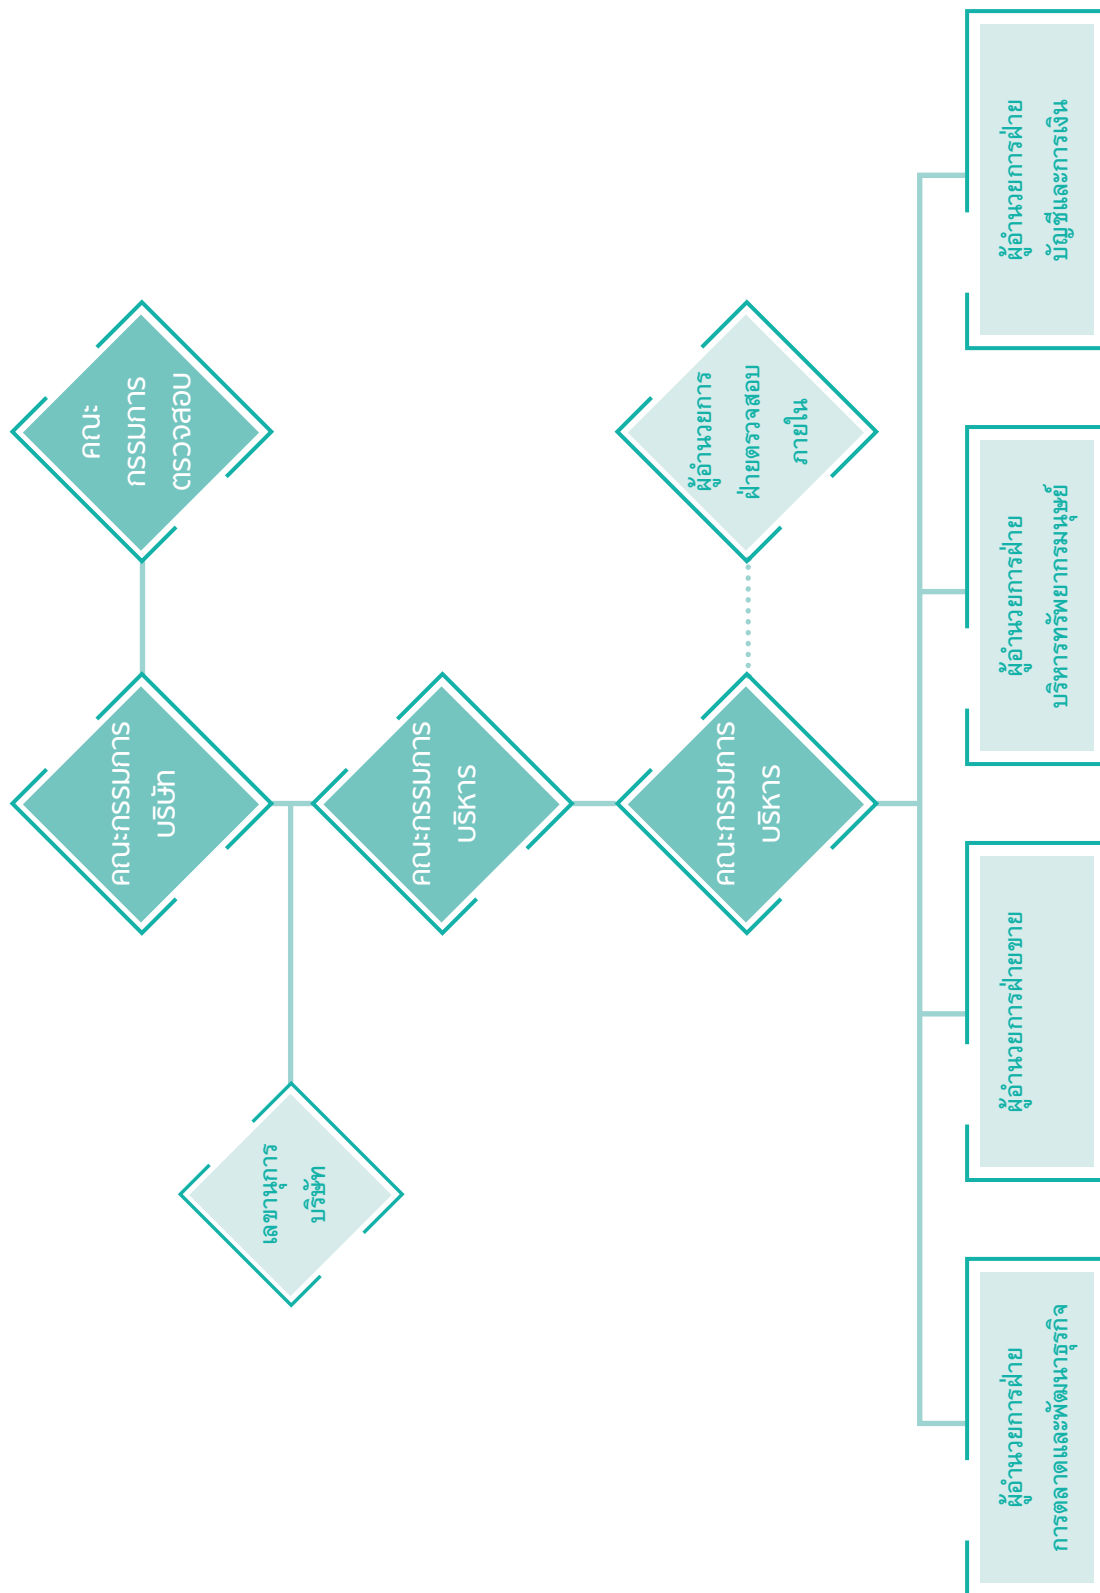 คณะกรรมการ
บริษัท
คณะ
กรรมการ
ตรวจสอบ
เลขานุการ
บริษัท
คณะกรรมการ
บริหาร
คณะกรรมการ
บริหาร
ผู้อำนวยการ
ฝ่ายตรวจสอบ
ภายใน
ผู้อำนวยการฝ่าย
การตลาดและพัฒนาธุรกิจ
ผู้อำนวยการฝ่ายขาย
ผู้อำนวยการฝ่าย
บริหารทรัพยากรมนุษย์
ผู้อำนวยการฝ่าย
บัญชีและการเงิน